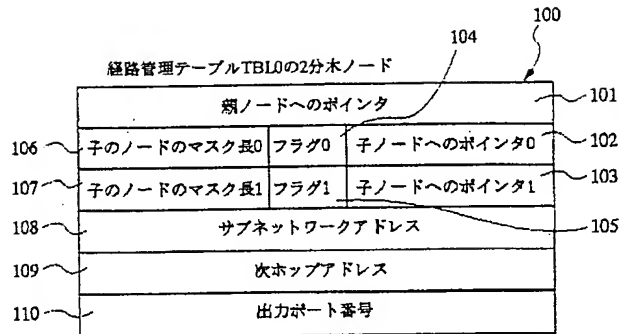 100
104
経路管理テーブルTBL0の2分木ノード
親ノードへのポインタ 101
106 子のノードのマスク長0 フラグ0 子ノードへのポインタ0 102
107 子のノードのマスク長1 フラグ1 子ノードへのポインタ1 103
108 サブネットワークアドレス 105
109 次ホップアドレス
110 出力ポート番号